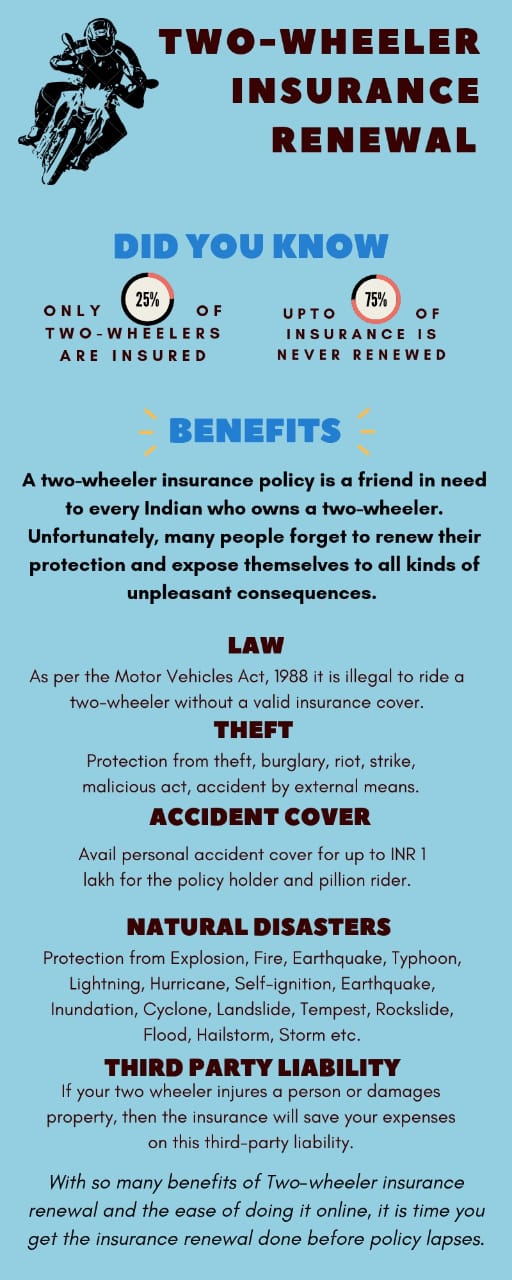 TWO-WHEELER
INSURANCE
RENEWAL
DID YOU KNOW
ONLY 25% OF
TWO-WHEELERS
ARE INSURED
UPTO 75% OF
INSURANCE IS
NEVER RENEWED
BENEFITS
A two-wheeler insurance policy is a friend in need
to every Indian who owns a two-wheeler.
Unfortunately, many people forget to renew their
protection and expose themselves to all kinds of
unpleasant consequences.
LAW
As per the Motor Vehicles Act, 1988 it is illegal to ride a
two-wheeler without a valid insurance cover.
THEFT
Protection from theft, burglary, riot, strike,
malicious act, accident by external means.
ACCIDENT COVER
Avail personal accident cover for up to INR 1
lakh for the policy holder and pillion rider.
NATURAL DISASTERS
Protection from Explosion, Fire, Earthquake, Typhoon,
Lightning, Hurricane, Self-ignition, Earthquake,
Inundation, Cyclone, Landslide, Tempest, Rockslide,
Flood, Hailstorm, Storm etc.
THIRD PARTY LIABILITY
If your two wheeler injures a person or damages
property, then the insurance will save your expenses
on this third-party liability.
With so many benefits of Two-wheeler insurance
renewal and the ease of doing it online, it is time you
get the insurance renewal done before policy lapses.